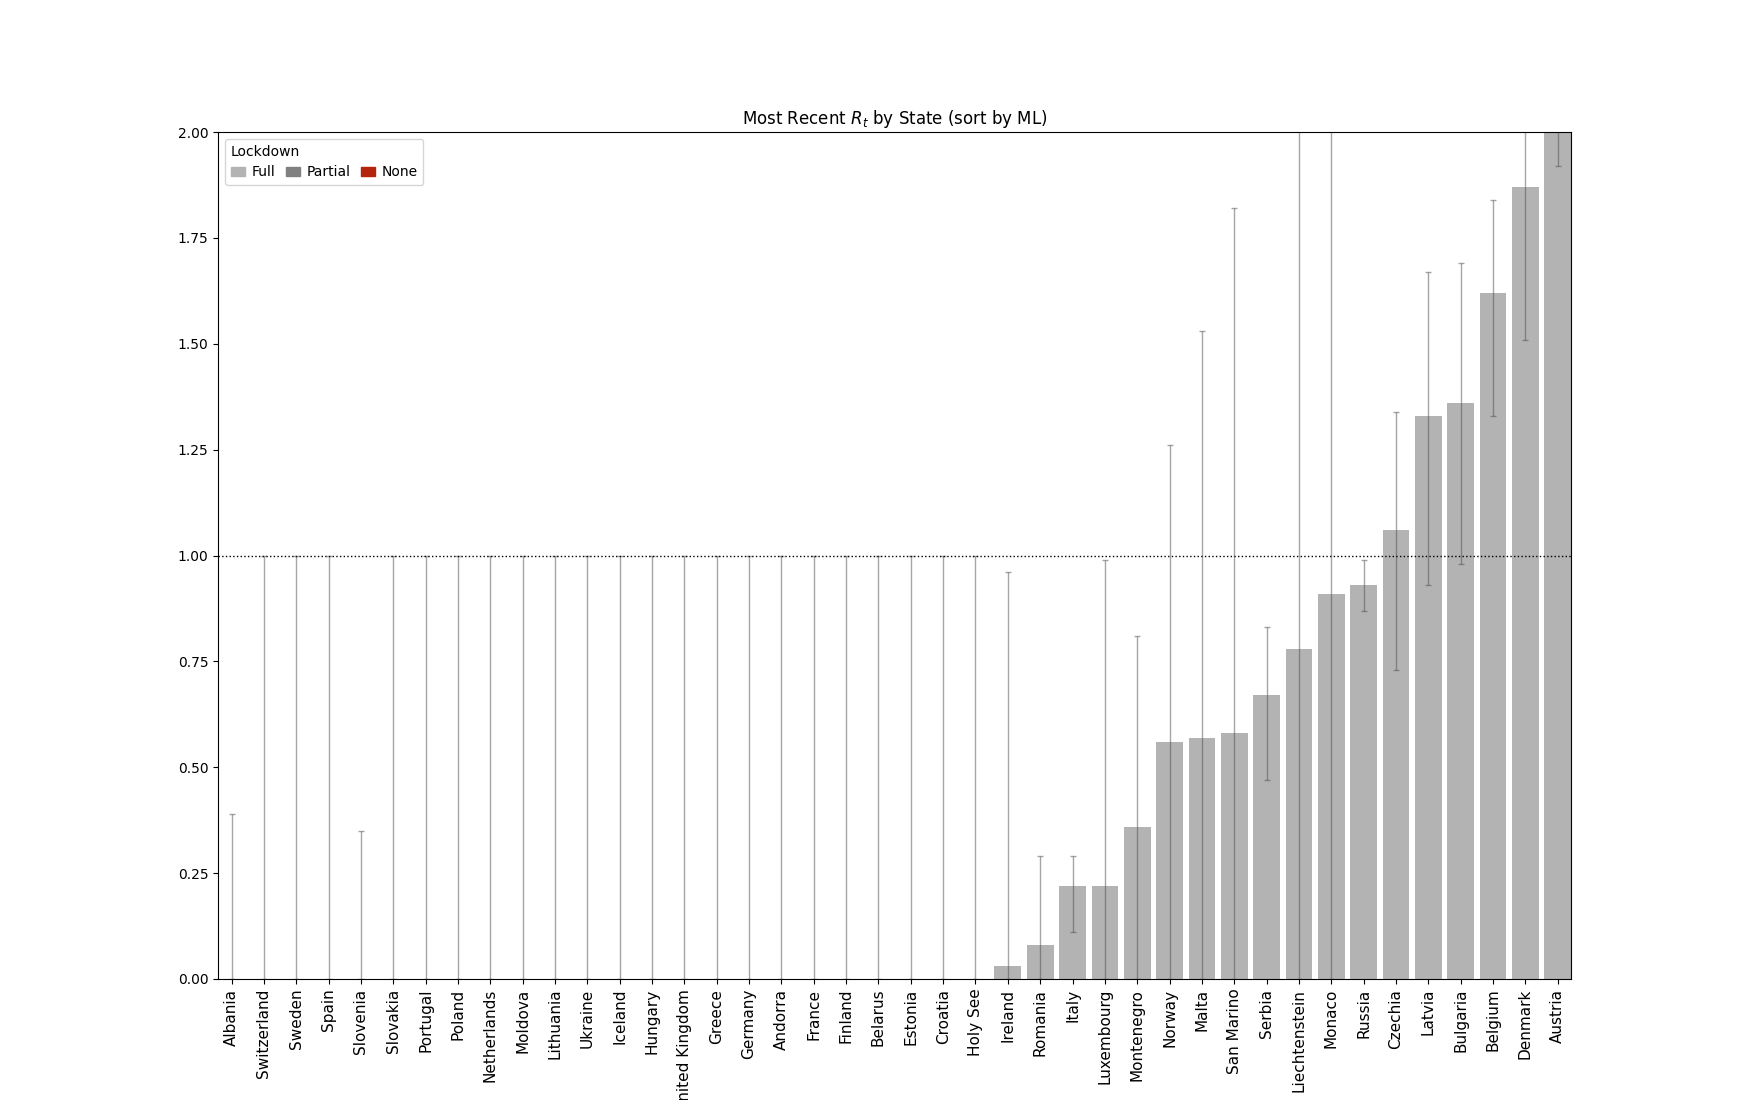 Most Recent R_t by State (sort by ML)
Lockdown
Full Partial None
2.00
1.75
1.50
1.25
1.00
0.75
0.50
0.25
0.00
Albania
Switzerland
Sweden
Spain
Slovenia
Slovakia
Portugal
Poland
Netherlands
Moldova
Lithuania
Ukraine
Iceland
Hungary
nited Kingdom
Greece
Germany
Andorra
France
Finland
Belarus
Estonia
Croatia
Holy See
Ireland
Romania
Italy
Luxembourg
Montenegro
Norway
Malta
San Marino
Serbia
Liechtenstein
Monaco
Russia
Czechia
Latvia
Bulgaria
Belgium
Denmark
Austria